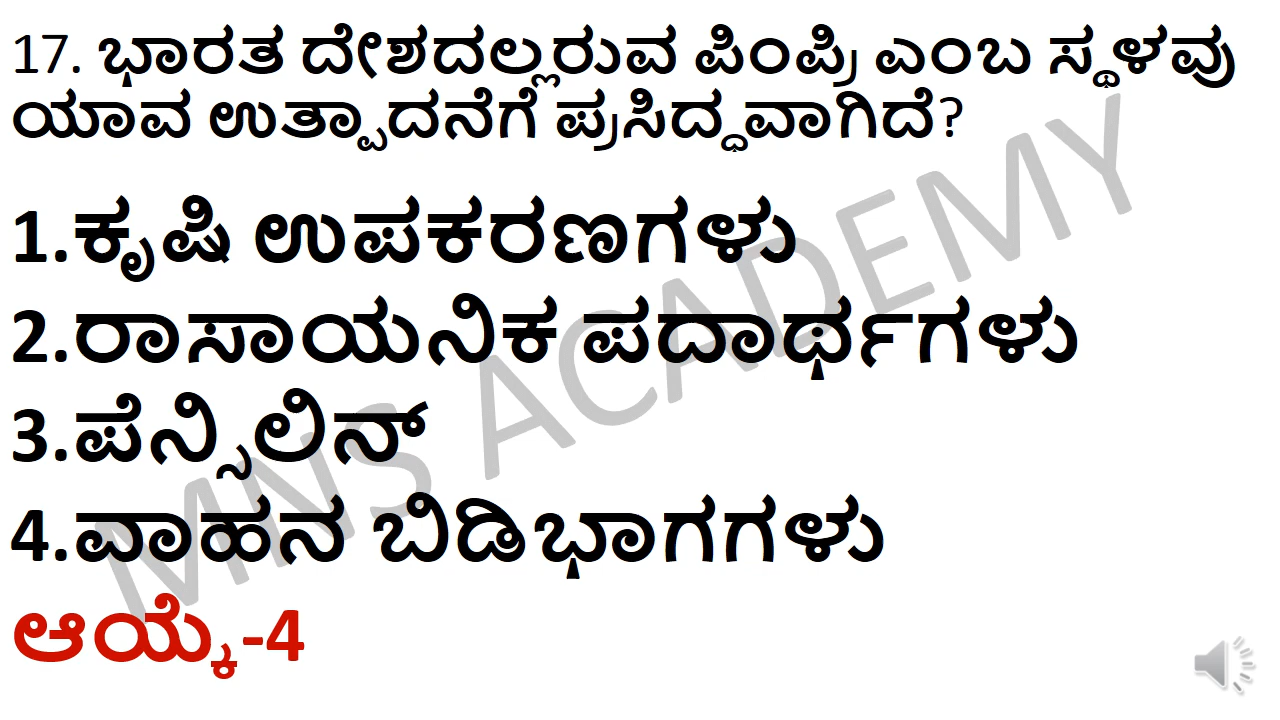 17. ಭಾರತ ದೇಶದಲ್ಲರುವ ಪಿಂಪ್ರಿ ಎಂಬ ಸ್ಥಳವು
ಯಾವ ಉತ್ಪಾದನೆಗೆ ಪ್ರಸಿದ್ಧವಾಗಿದೆ?
1.ಕೃಷಿ ಉಪಕರಣಗಳು
2.ರಾಸಾಯನಿಕ ಪದಾರ್ಥಗಳು
3.ಪೆನ್ಸಿಲಿನ್
4.ವಾಹನ ಬಿಡಿಭಾಗಗಳು
ಆಯ್ಕೆ-4
MNS ACADEMY